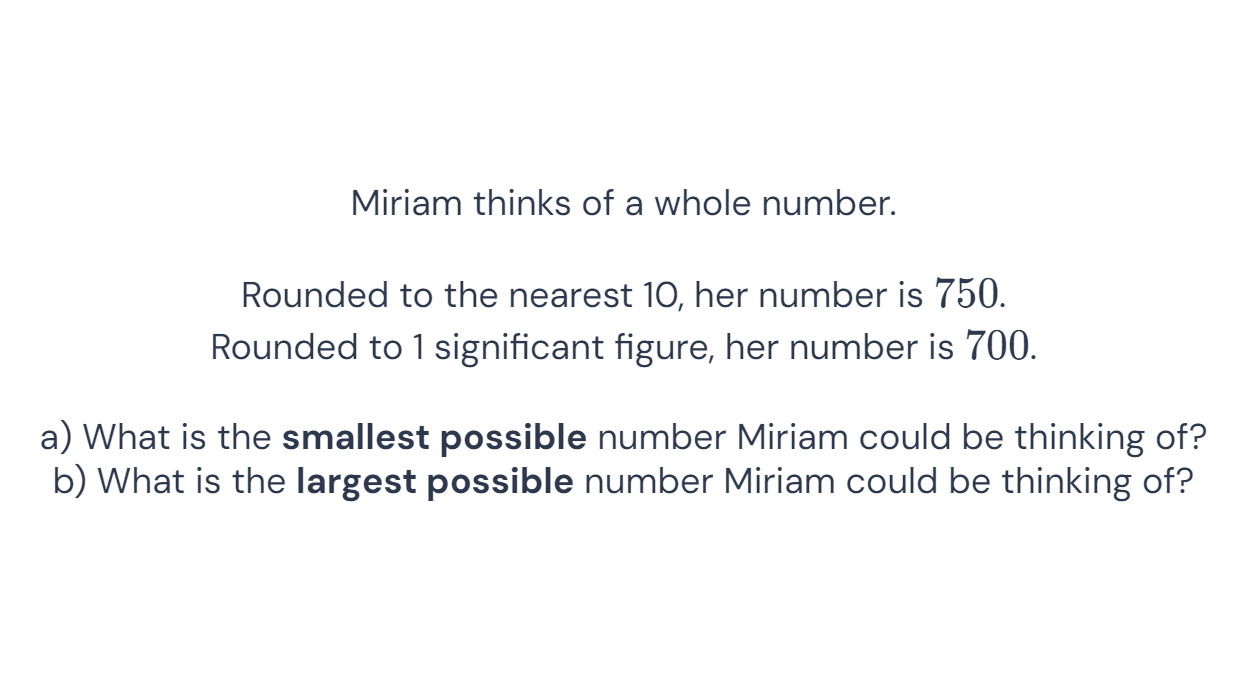 Miriam thinks of a whole number.
Rounded to the nearest 10, her number is 750.
Rounded to 1 significant figure, her number is 700.
a) What is the smallest possible number Miriam could be thinking of?
b) What is the largest possible number Miriam could be thinking of?